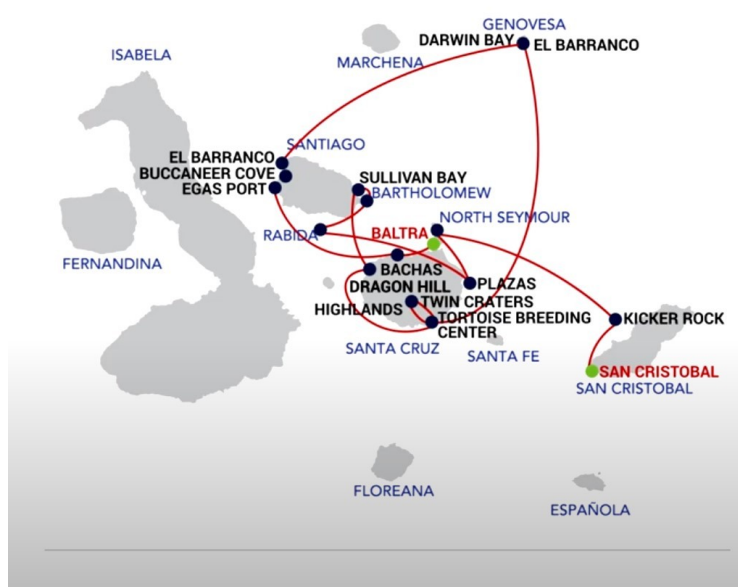 GENOVESA
DARWIN BAY
EL BARRANCO
ISABELA
MARCHENA
SANTIAGO
EL BARRANCO
BUCCANEER COVE
EGAS PORT
SULLIVAN BAY
BARTHOLOMEW
NORTH SEYMOUR
RABIDA
BALTRA
FERNANDINA
BACHAS
PLAZAS
DRAGON HILL
TWIN CRATERS
HIGHLANDS
TORTOISE BREEDING
CENTER
KICKER ROCK
SANTA CRUZ
SANTA FE
SAN CRISTOBAL
SAN CRISTOBAL
FLOREANA
ESPAÑOLA